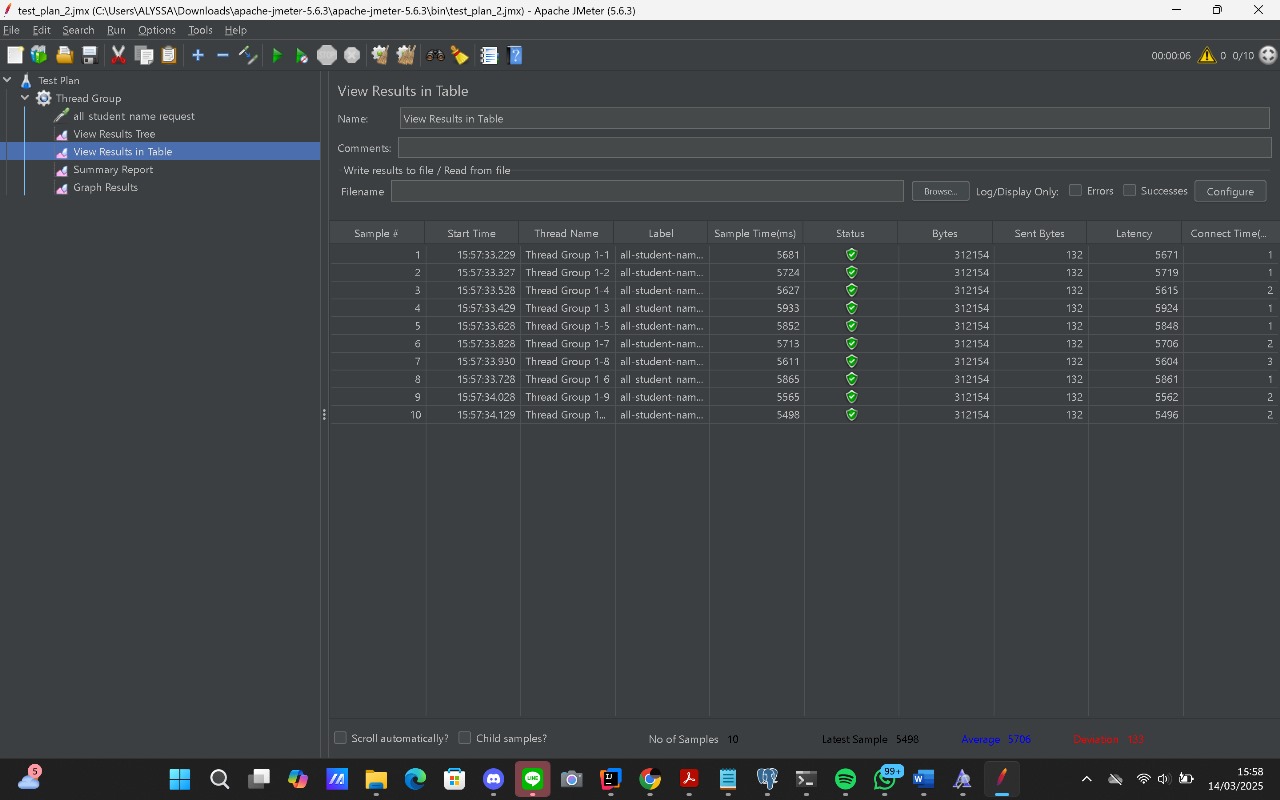 test_plan_2.jmx (C:\Users\ALYSSA\Downloads\apache-jmeter-5.6.3\apache-jmeter-5.6.3\bin\test_plan_2.jmx) - Apache JMeter (5.6.3)
File Edit Search Run Options Tools Help
00:00:06 0 0/10
Test Plan
Thread Group
all-student-name request
View Results Tree
View Results in Table
Summary Report
Graph Results
View Results in Table
Name: View Results in Table
Comments:
Write results to file / Read from file
Filename Browse... Log/Display Only: Errors Successes Configure
Sample # Start Time Thread Name Label Sample Time(ms) Status Bytes Sent Bytes Latency Connect Time(...
1 15:57:33.229 Thread Group 1-1 all-student-nam... 5681 312154 132 5671 1
2 15:57:33.327 Thread Group 1-2 all-student-nam... 5724 312154 132 5719 1
3 15:57:33.528 Thread Group 1-4 all-student-nam... 5627 312154 132 5615 2
4 15:57:33.429 Thread Group 1-3 all-student-nam... 5933 312154 132 5924 1
5 15:57:33.628 Thread Group 1-5 all-student-nam... 5852 312154 132 5848 1
6 15:57:33.828 Thread Group 1-7 all-student-nam... 5713 312154 132 5706 2
7 15:57:33.930 Thread Group 1-8 all-student-nam... 5611 312154 132 5604 3
8 15:57:33.728 Thread Group 1-6 all-student-nam... 5865 312154 132 5861 1
9 15:57:34.028 Thread Group 1-9 all-student-nam... 5565 312154 132 5562 2
10 15:57:34.129 Thread Group 1... all-student-nam... 5498 312154 132 5496 2
Scroll automatically? Child samples? No of Samples 10 Latest Sample 5498 Average 5706 Deviation 133
5 LINE 99+ 15:58
14/03/2025